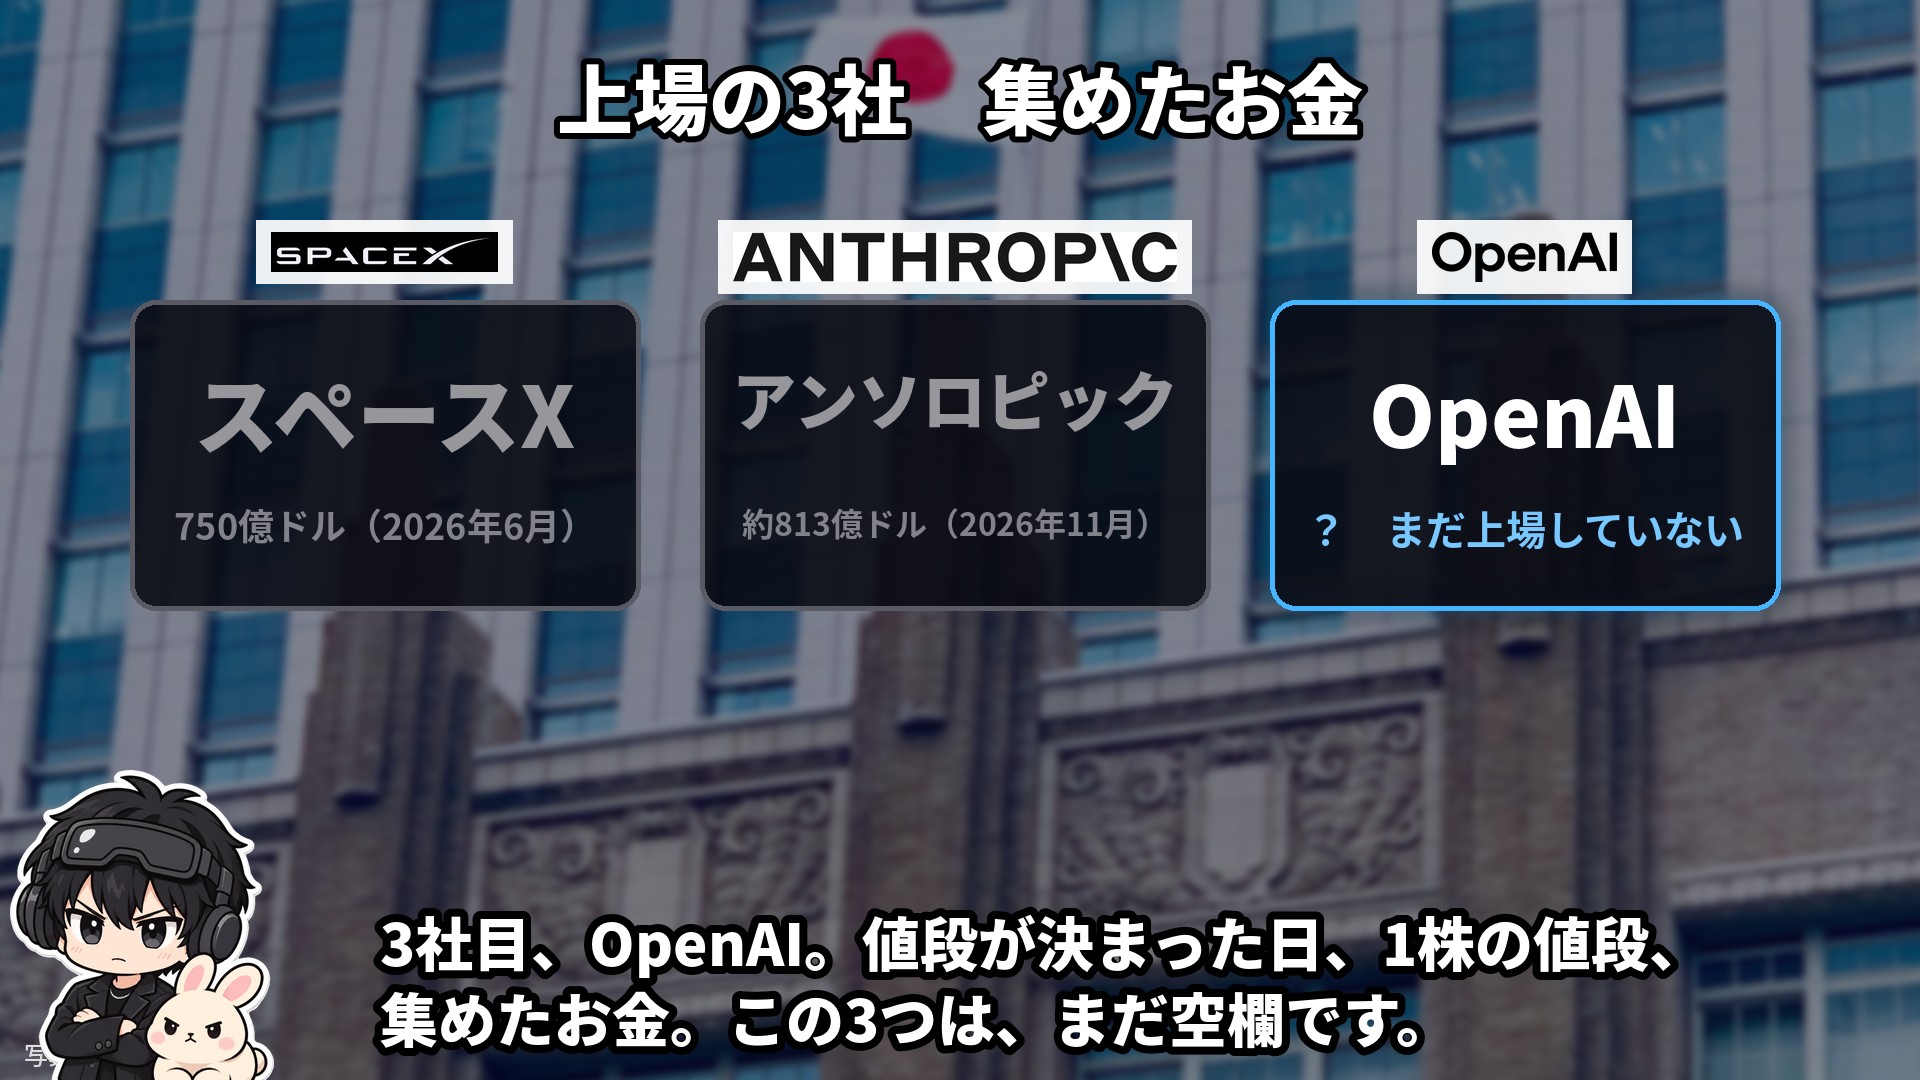 上場の3社　集めたお金
SPACEX
ANTHROP\C
OpenAI
スペースX
アンソロピック
OpenAI
750億ドル（2026年6月）
約813億ドル（2026年11月）
？　まだ上場していない
3社目、OpenAI。値段が決まった日、1株の値段、
集めたお金。この3つは、まだ空欄です。